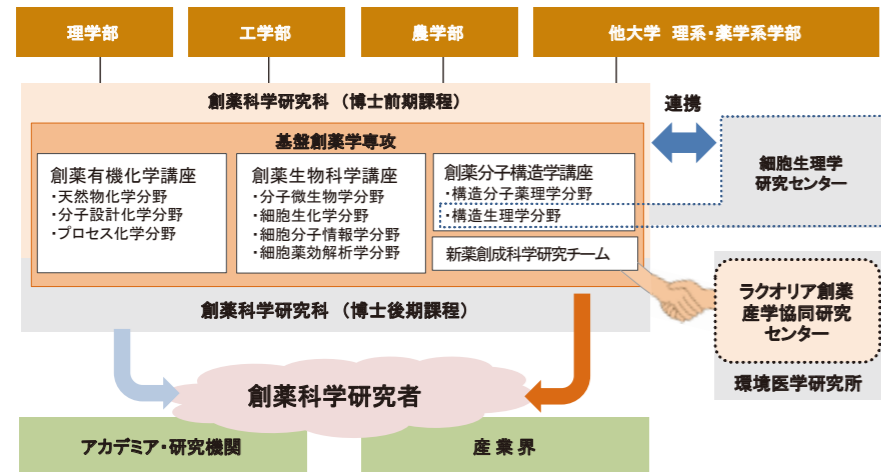 理学部
工学部
農学部
他大学 理系・薬学系学部
創薬科学研究科 （博士前期課程）
連携
基盤創薬学専攻
創薬有機化学講座
・天然物化学分野
・分子設計化学分野
・プロセス化学分野
創薬生物科学講座
・分子微生物学分野
・細胞生化学分野
・細胞分子情報学分野
・細胞薬効解析学分野
創薬分子構造学講座
・構造分子薬理学分野
・構造生理学分野
新薬創成科学研究チーム
細胞生理学
研究センター
創薬科学研究科 （博士後期課程）
ラクオリア創薬
産学協同研究
センター
環境医学研究所
創薬科学研究者
アカデミア・研究機関
産業界